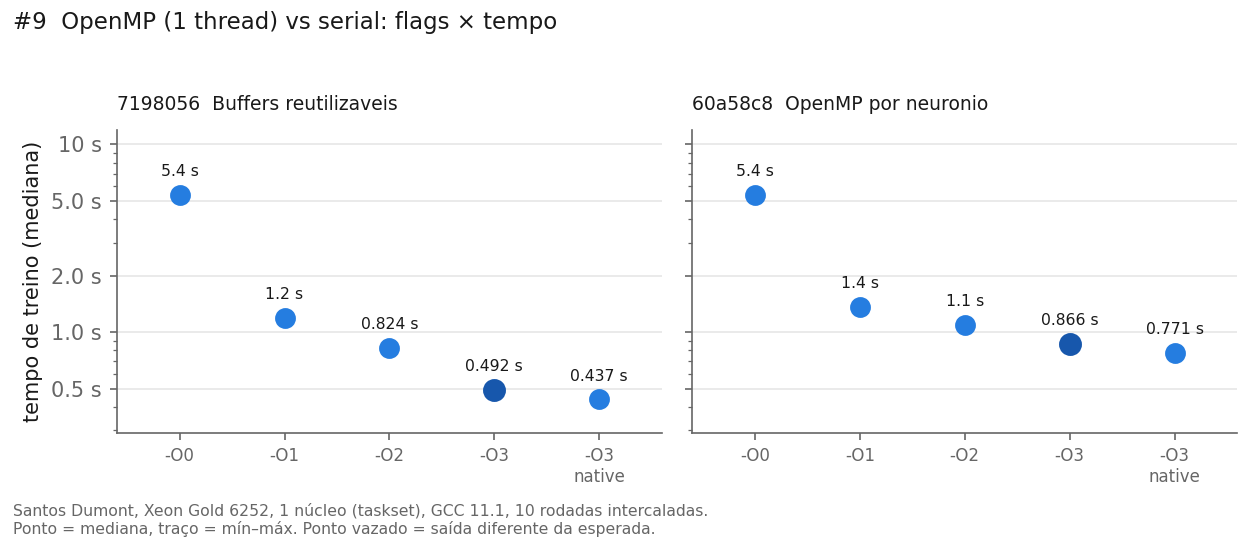 #9  OpenMP (1 thread) vs serial: flags × tempo
7198056  Buffers reutilizaveis
tempo de treino (mediana)
10 s
5.0 s
2.0 s
1.0 s
0.5 s
5.4 s
1.2 s
0.824 s
0.492 s
0.437 s
-O0
-O1
-O2
-O3
-O3
native
60a58c8  OpenMP por neuronio
5.4 s
1.4 s
1.1 s
0.866 s
0.771 s
-O0
-O1
-O2
-O3
-O3
native
Santos Dumont, Xeon Gold 6252, 1 núcleo (taskset), GCC 11.1, 10 rodadas intercaladas.
Ponto = mediana, traço = mín–máx. Ponto vazado = saída diferente da esperada.